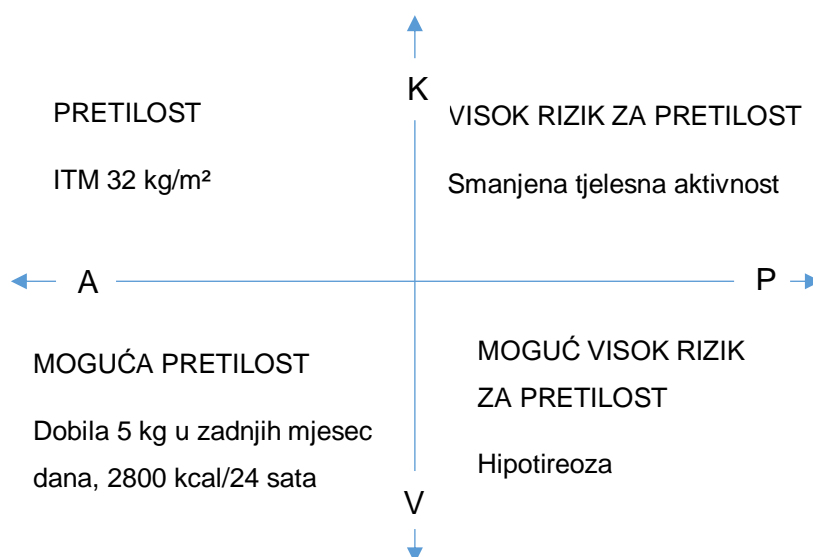 K
PRETILOST
ITM 32 kg/m²
VISOK RIZIK ZA PRETILOST
Smanjena tjelesna aktivnost
A
P
MOGUĆA PRETILOST
Dobila 5 kg u zadnjih mjesec
dana, 2800 kcal/24 sata
MOGUĆ VISOK RIZIK
ZA PRETILOST
Hipotireoza
V